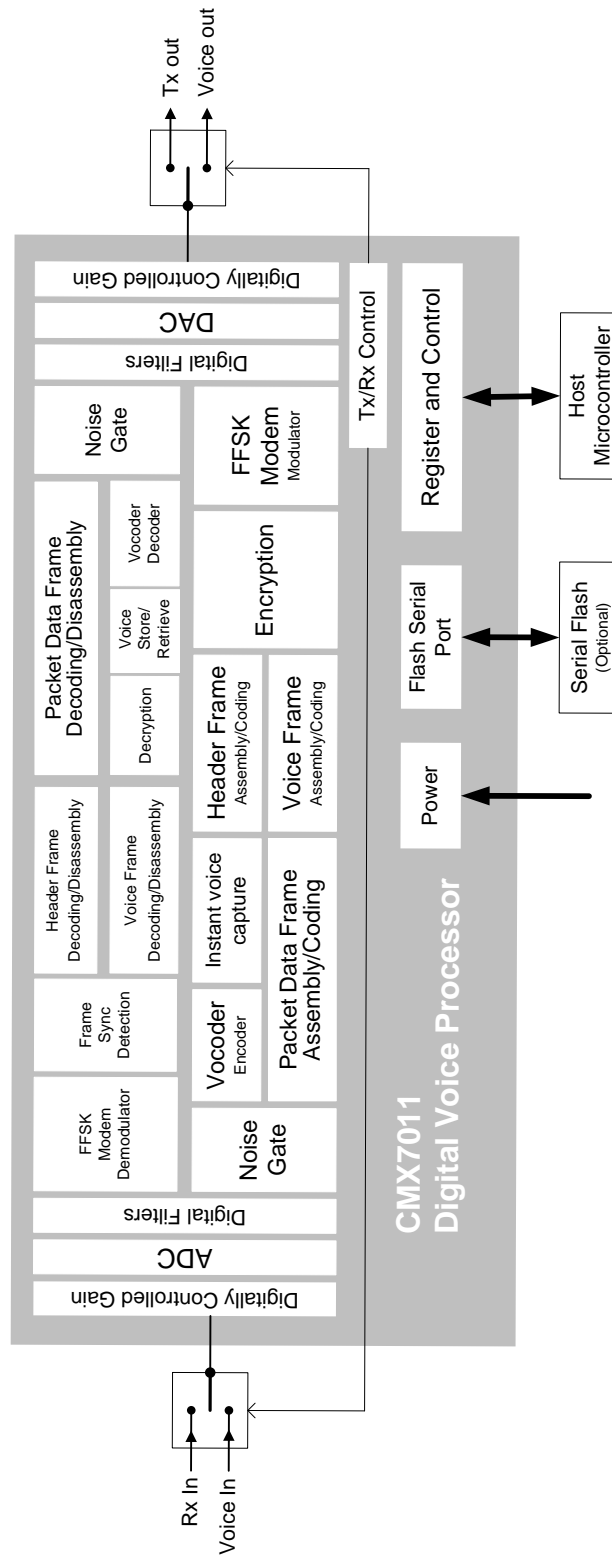 Rx In
Voice In
Digitally Controlled Gain
ADC
Digital Filters
FFSK
Modem
Demodulator
Frame
Sync
Detection
Header Frame
Decoding/Disassembly
Voice Frame
Decoding/Disassembly
Packet Data Frame
Decoding/Disassembly
Decryption
Voice
Store/
Retrieve
Vocoder
Decoder
Noise
Gate
Noise
Gate
Vocoder
Encoder
Instant voice
capture
Packet Data Frame
Assembly/Coding
Header Frame
Assembly/Coding
Voice Frame
Assembly/Coding
Encryption
FFSK
Modem
Modulator
Digital Filters
DAC
Digitally Controlled Gain
Tx out
Voice out
Tx/Rx Control
CMX7011
Digital Voice Processor
Power
Flash Serial
Port
Register and Control
Serial Flash
(Optional)
Host
Microcontroller